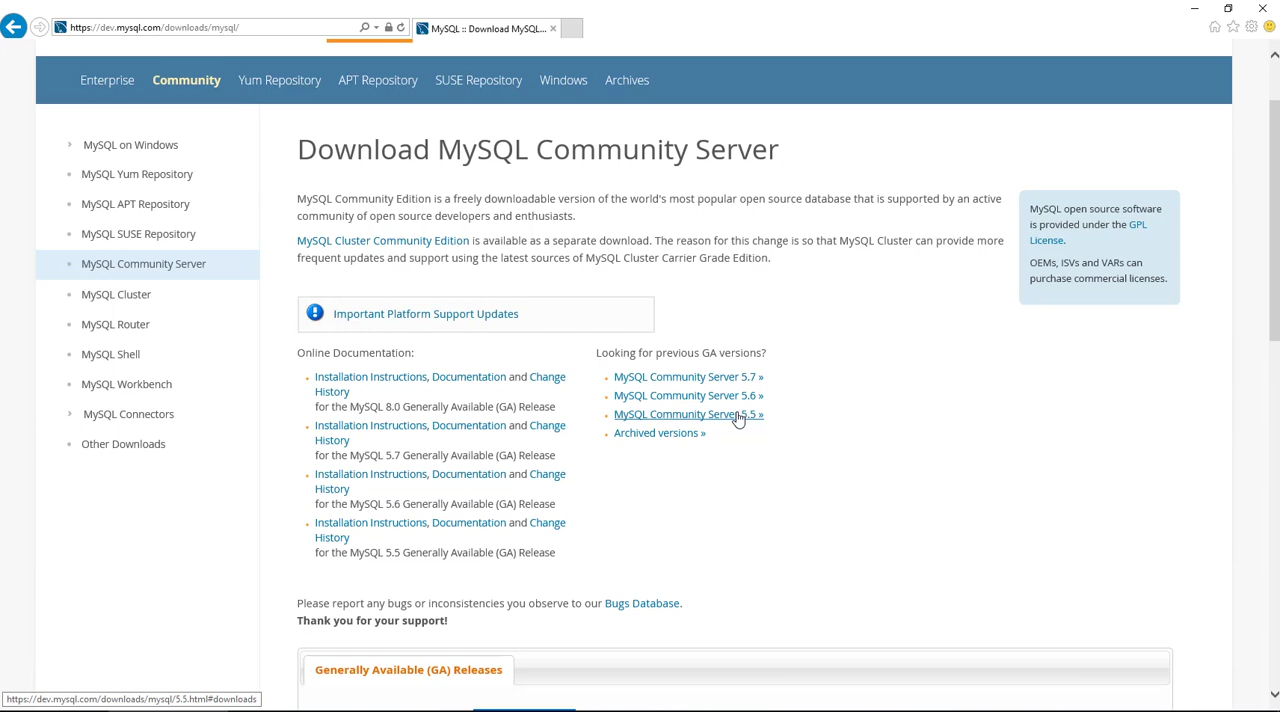 https://dev.mysql.com/downloads/mysql/
MySQL :: Download MySQL...
Enterprise Community Yum Repository APT Repository SUSE Repository Windows Archives
MySQL on Windows
MySQL Yum Repository
MySQL APT Repository
MySQL SUSE Repository
MySQL Community Server
MySQL Cluster
MySQL Router
MySQL Shell
MySQL Workbench
MySQL Connectors
Other Downloads
Download MySQL Community Server
MySQL Community Edition is a freely downloadable version of the world's most popular open source database that is supported by an active
community of open source developers and enthusiasts.
MySQL Cluster Community Edition is available as a separate download. The reason for this change is so that MySQL Cluster can provide more
frequent updates and support using the latest sources of MySQL Cluster Carrier Grade Edition.
MySQL open source software
is provided under the GPL
License.
OEMs, ISVs and VARs can
purchase commercial licenses.
Important Platform Support Updates
Online Documentation:
Installation Instructions, Documentation and Change
History
for the MySQL 8.0 Generally Available (GA) Release
Installation Instructions, Documentation and Change
History
for the MySQL 5.7 Generally Available (GA) Release
Installation Instructions, Documentation and Change
History
for the MySQL 5.6 Generally Available (GA) Release
Installation Instructions, Documentation and Change
History
for the MySQL 5.5 Generally Available (GA) Release
Looking for previous GA versions?
MySQL Community Server 5.7 »
MySQL Community Server 5.6 »
MySQL Community Server 5.5 »
Archived versions »
Please report any bugs or inconsistencies you observe to our Bugs Database.
Thank you for your support!
Generally Available (GA) Releases
https://dev.mysql.com/downloads/mysql/5.5.html#downloads